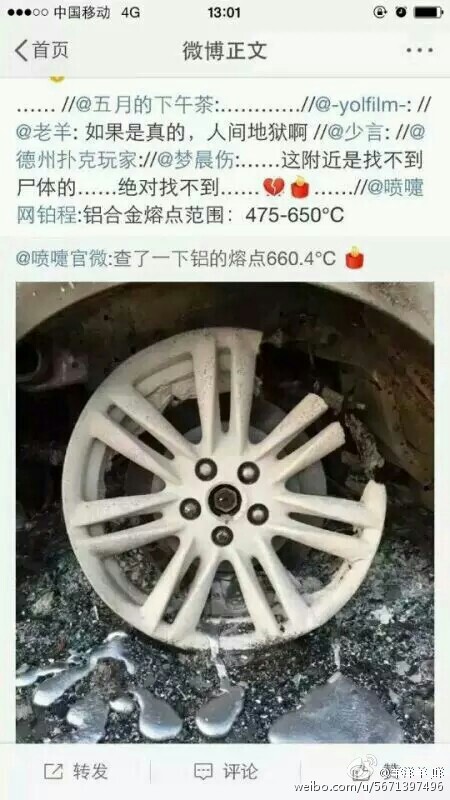 中国移动 4G 13:01
首页 微博正文
...... //@五月的下午茶:............//@-yolfilm-: //
@老羊: 如果是真的，人间地狱啊 //@少言: //@
德州扑克玩家://@梦晨伤:......这附近是找不到
尸体的......绝对找不到......💔🕯......//@喷嚏
网铂程:铝合金熔点范围：475-650°C
@喷嚏官微:查了一下铝的熔点660.4°C 🕯
转发 评论 赞
weibo.com/u/5671397496